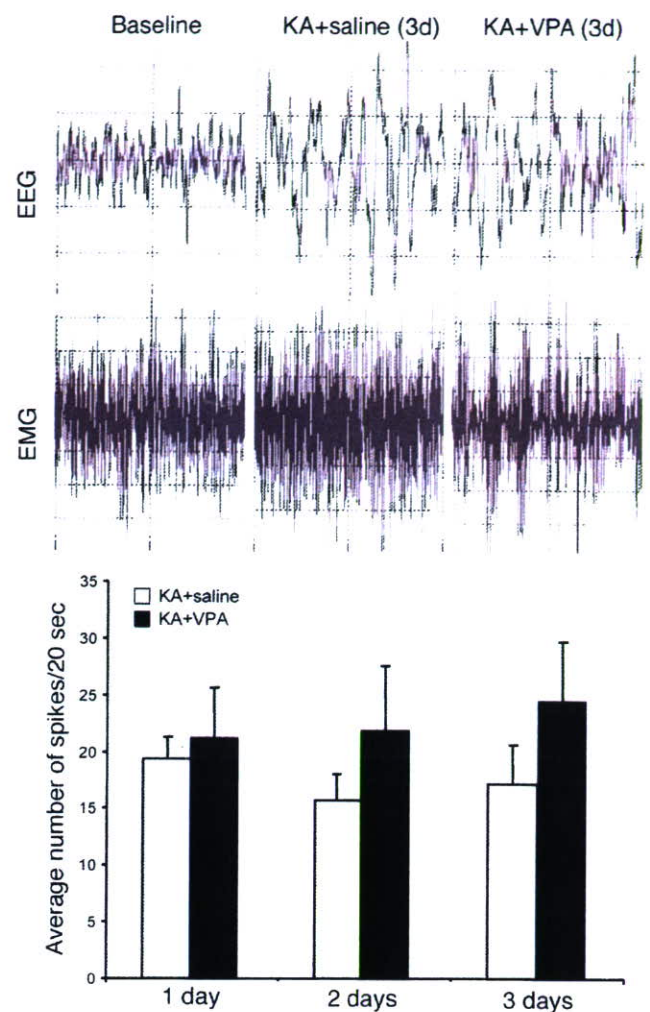 Baseline KA+saline (3d) KA+VPA (3d)
EEG
EMG
Average number of spikes/20 sec
35
30
25
20
15
10
5
0
KA+saline
KA+VPA
1 day 2 days 3 days